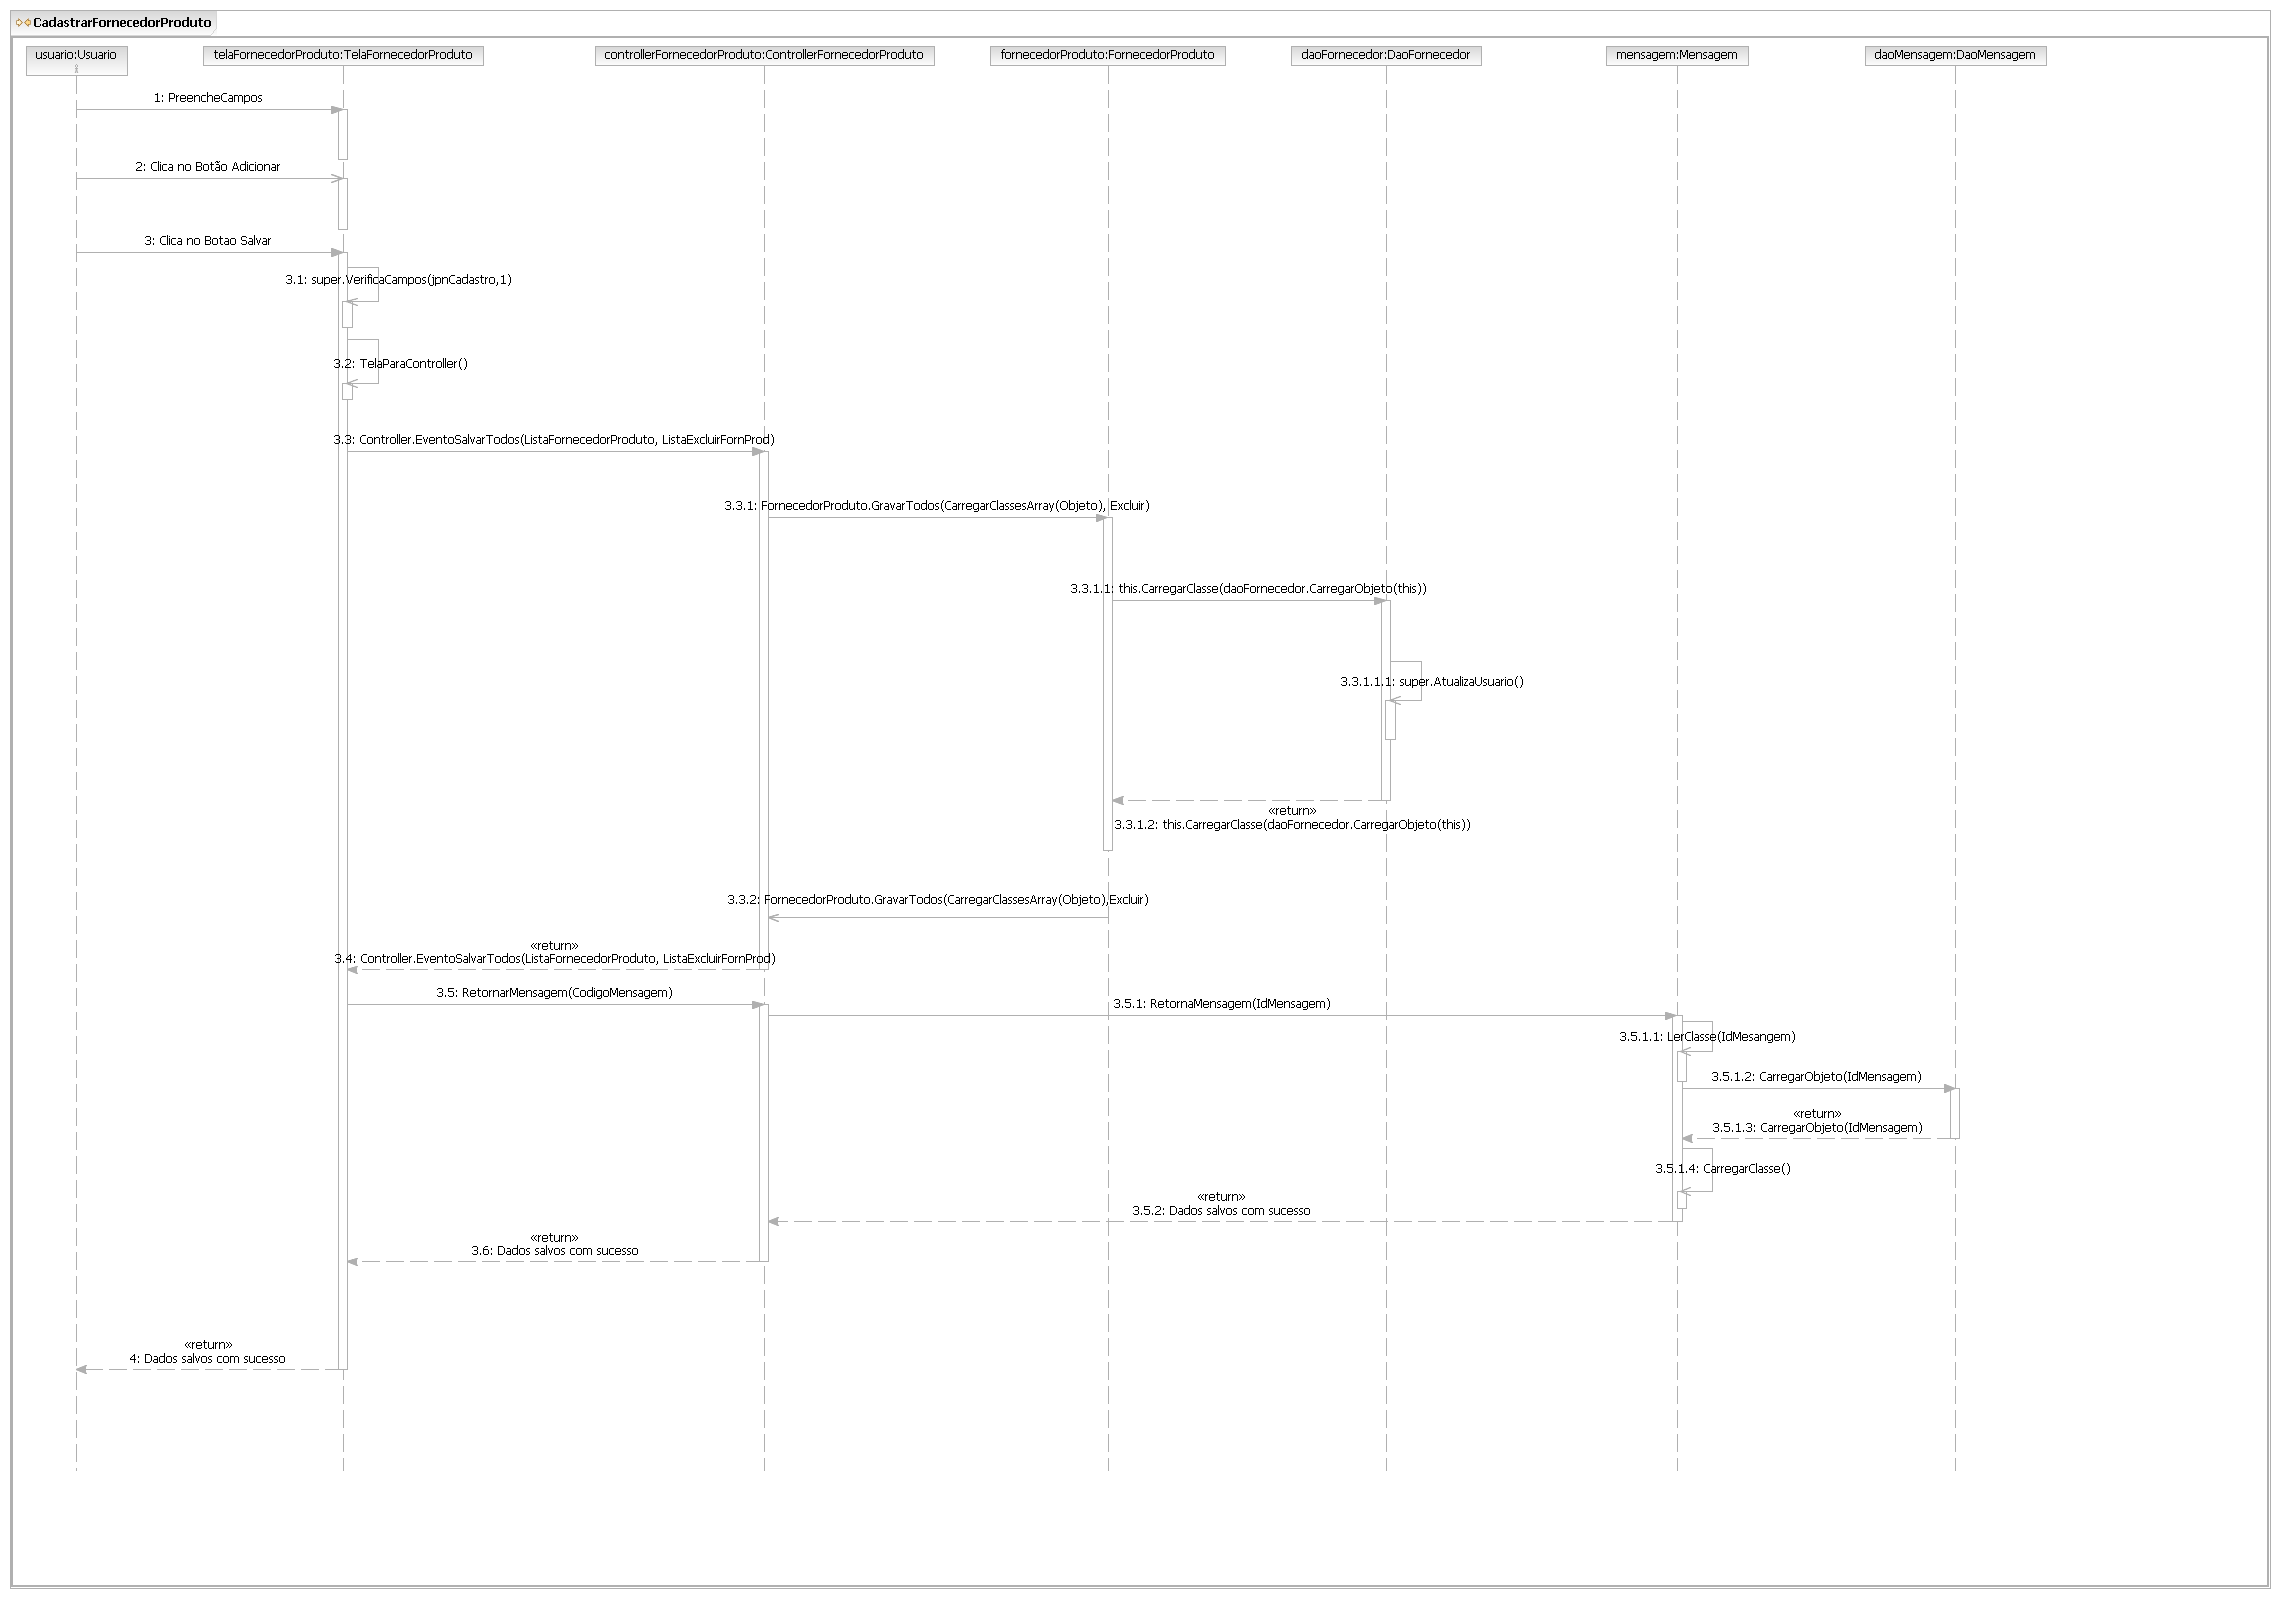 CadastrarFornecedorProduto
usuario:Usuario
telaFornecedorProduto:TelaFornecedorProduto
controllerFornecedorProduto:ControllerFornecedorProduto
fornecedorProduto:FornecedorProduto
daoFornecedor:DaoFornecedor
mensagem:Mensagem
daoMensagem:DaoMensagem
1: PreencheCampos
2: Clica no Botão Adicionar
3: Clica no Botao Salvar
3.1: super.VerificaCampos(jpnCadastro,1)
3.2: TelaParaController()
3.3: Controller.EventoSalvarTodos(ListaFornecedorProduto, ListaExcluirFornProd)
3.3.1: FornecedorProduto.GravarTodos(CarregarClassesArray(Objeto), Excluir)
3.3.1.1: this.CarregarClasse(daoFornecedor.CarregarObjeto(this))
3.3.1.1.1: super.AtualizaUsuario()
«return»
3.3.1.2: this.CarregarClasse(daoFornecedor.CarregarObjeto(this))
3.3.2: FornecedorProduto.GravarTodos(CarregarClassesArray(Objeto),Excluir)
«return»
3.4: Controller.EventoSalvarTodos(ListaFornecedorProduto, ListaExcluirFornProd)
3.5: RetornarMensagem(CodigoMensagem)
3.5.1: RetornaMensagem(IdMensagem)
3.5.1.1: LerClasse(IdMesangem)
3.5.1.2: CarregarObjeto(IdMensagem)
«return»
3.5.1.3: CarregarObjeto(IdMensagem)
3.5.1.4: CarregarClasse()
«return»
3.5.2: Dados salvos com sucesso
«return»
3.6: Dados salvos com sucesso
«return»
4: Dados salvos com sucesso